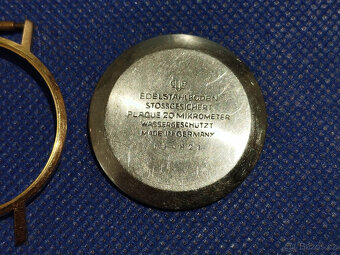 EDELSTAHLBODEN
STOSSGESICHERT
PLAQUE 20 MIKROMETER
WASSERGESCHÜTZT
MADE IN GERMANY